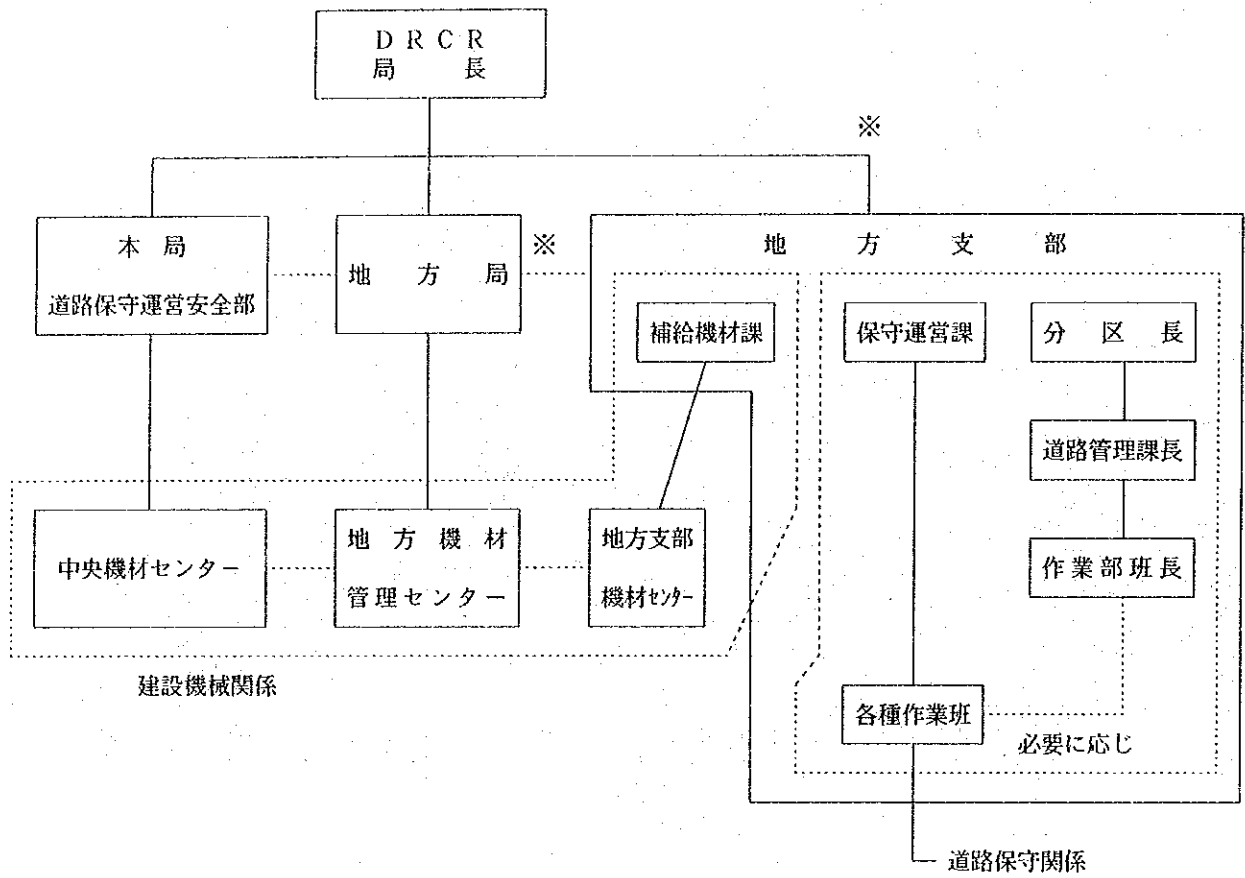 DRCR
局長
※
本局
道路保守運営安全部
地方局
※
地方支部
補給機材課
保守運営課
分区長
道路管理課長
作業部班長
中央機材センター
地方機材
管理センター
地方支部
機材センター
建設機械関係
各種作業班
必要に応じ
道路保守関係